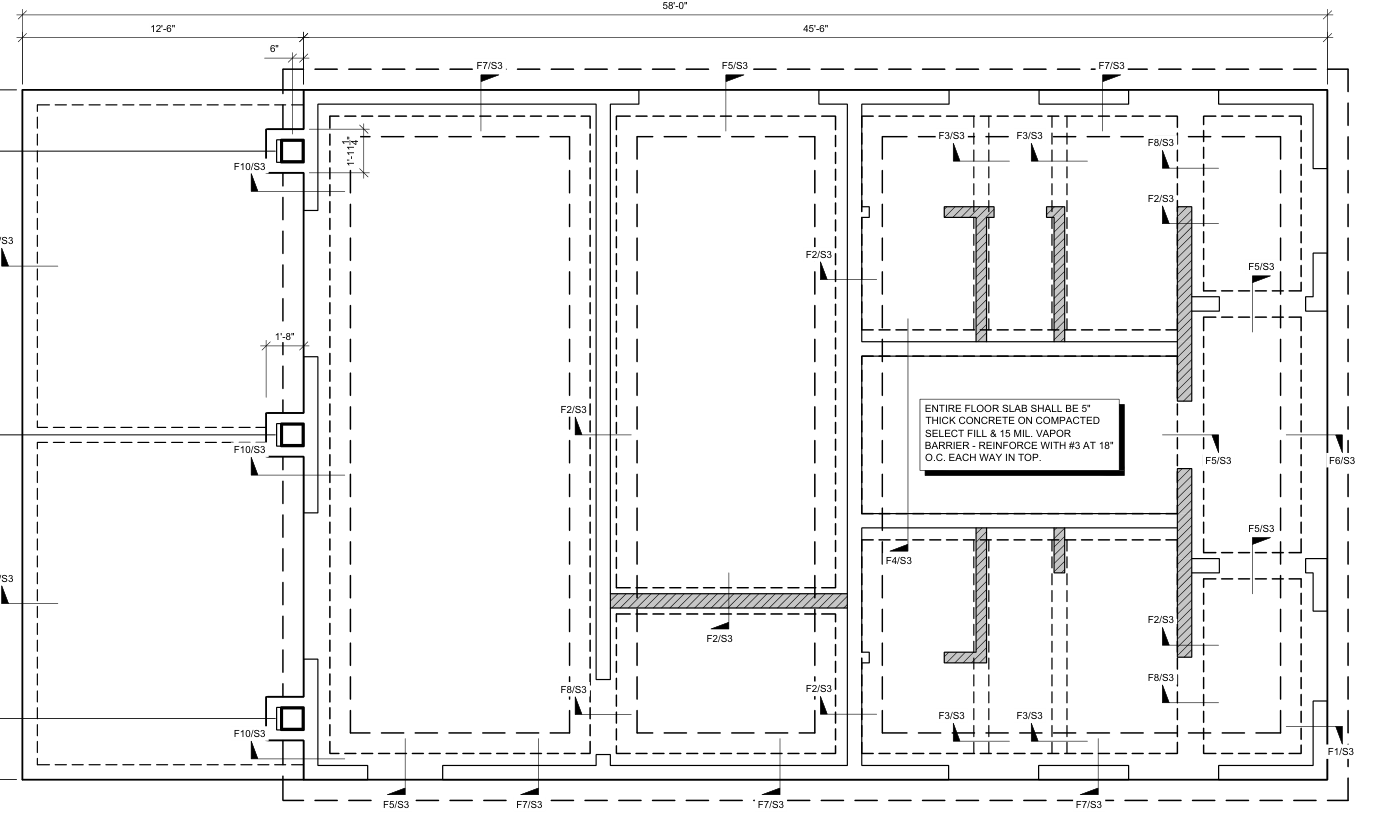 58'-0"
12'-6"
45'-6"
6"
F7/S3
F5/S3
F7/S3
1'-11¼"
F3/S3
F3/S3
F8/S3
F10/S3
F2/S3
/S3
F2/S3
F5/S3
1'-8"
F2/S3
ENTIRE FLOOR SLAB SHALL BE 5"
THICK CONCRETE ON COMPACTED
SELECT FILL & 15 MIL. VAPOR
BARRIER - REINFORCE WITH #3 AT 18"
O.C. EACH WAY IN TOP.
F10/S3
F5/S3
F6/S3
F5/S3
F4/S3
/S3
F2/S3
F2/S3
F8/S3
F8/S3
F2/S3
F3/S3
F3/S3
F10/S3
F1/S3
F5/S3
F7/S3
F7/S3
F7/S3